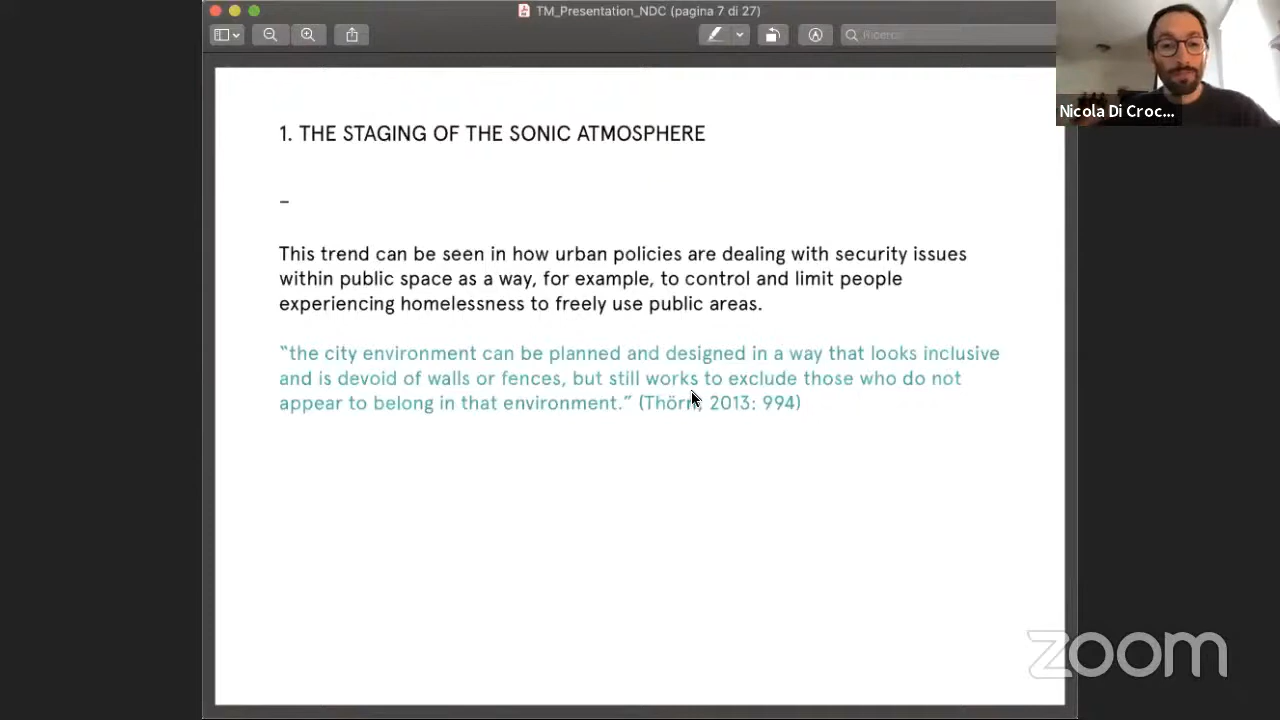 TM_Presentation_NDC (pagina 7 di 27)
Ricerca
Nicola Di Croc...
1. THE STAGING OF THE SONIC ATMOSPHERE
–
This trend can be seen in how urban policies are dealing with security issues
within public space as a way, for example, to control and limit people
experiencing homelessness to freely use public areas.
“the city environment can be planned and designed in a way that looks inclusive
and is devoid of walls or fences, but still works to exclude those who do not
appear to belong in that environment.” (Thörn, 2013: 994)
zoom